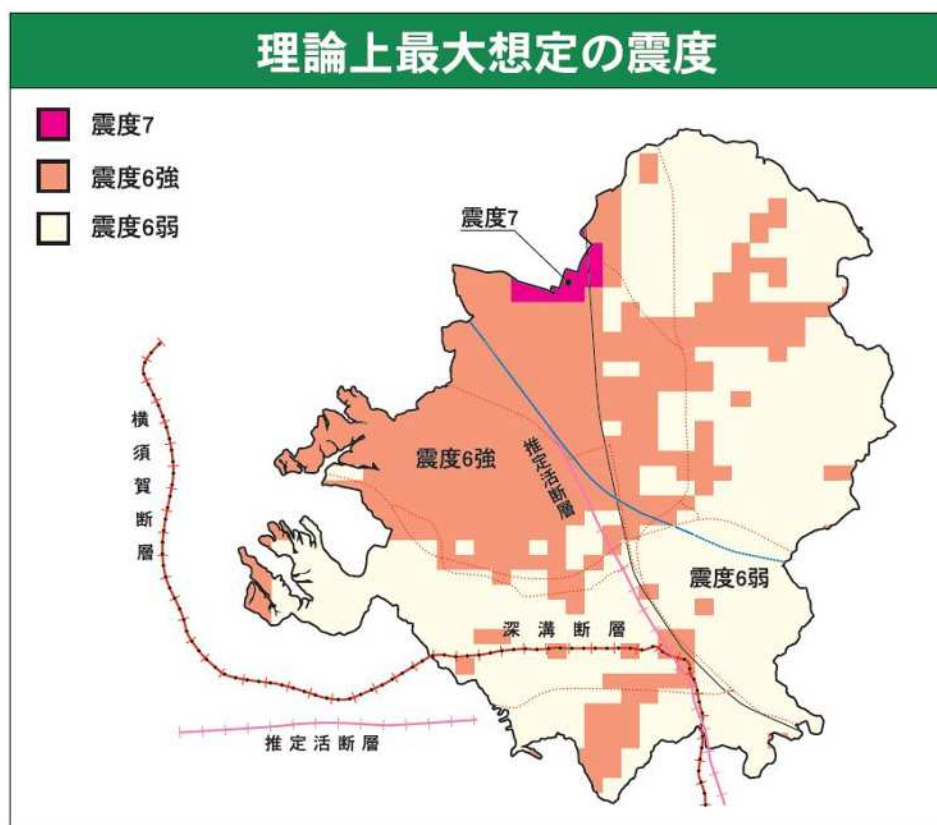 理論上最大想定の震度
震度7
震度6強
震度6弱
震度7
横須賀断層
震度6強
推定活断層
震度6弱
深溝断層
推定活断層